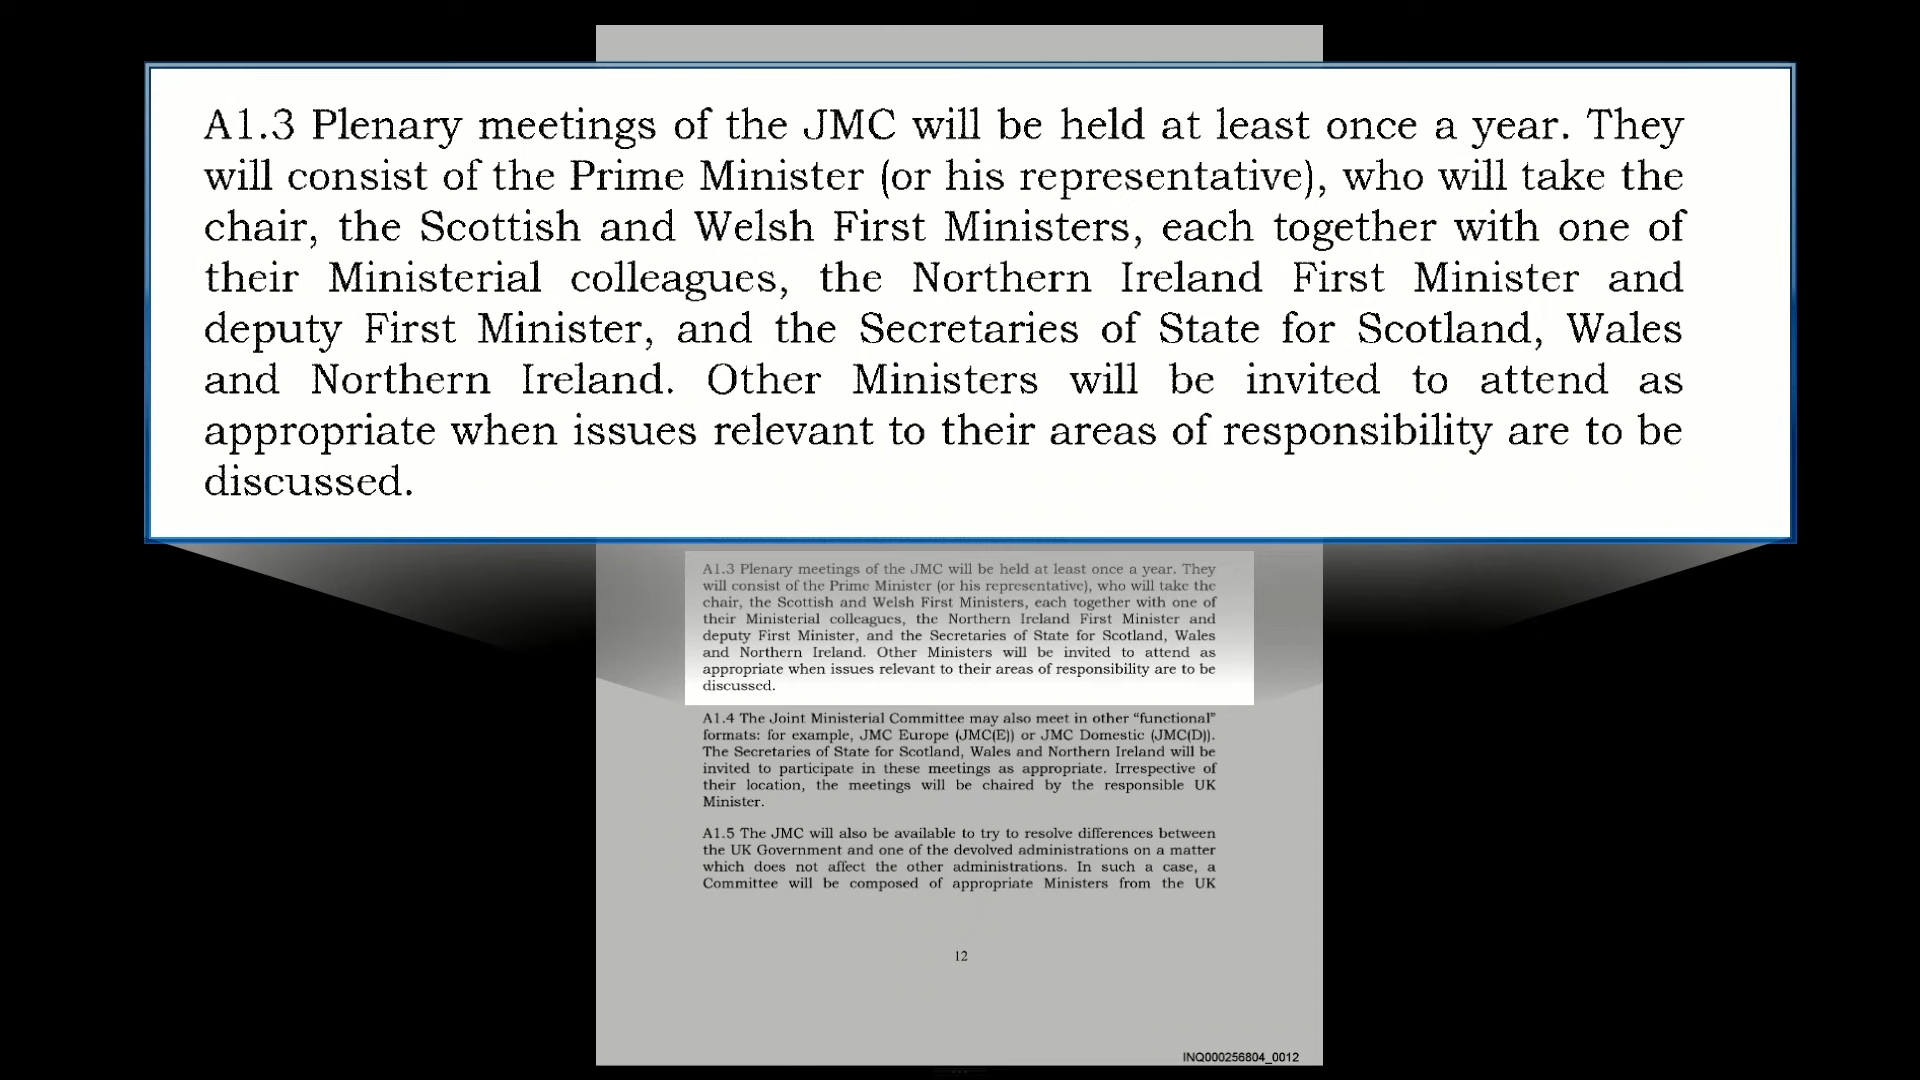 A1.3 Plenary meetings of the JMC will be held at least once a year. They
will consist of the Prime Minister (or his representative), who will take the
chair, the Scottish and Welsh First Ministers, each together with one of
their Ministerial colleagues, the Northern Ireland First Minister and
deputy First Minister, and the Secretaries of State for Scotland, Wales
and Northern Ireland. Other Ministers will be invited to attend as
appropriate when issues relevant to their areas of responsibility are to be
discussed.
A1.3 Plenary meetings of the JMC will be held at least once a year. They
will consist of the Prime Minister (or his representative), who will take the
chair, the Scottish and Welsh First Ministers, each together with one of
their Ministerial colleagues, the Northern Ireland First Minister and
deputy First Minister, and the Secretaries of State for Scotland, Wales
and Northern Ireland. Other Ministers will be invited to attend as
appropriate when issues relevant to their areas of responsibility are to be
discussed.
A1.4 The Joint Ministerial Committee may also meet in other “functional”
formats: for example, JMC Europe (JMC(E)) or JMC Domestic (JMC(D)).
The Secretaries of State for Scotland, Wales and Northern Ireland will be
invited to participate in these meetings as appropriate. Irrespective of
their location, the meetings will be chaired by the responsible UK
Minister.
A1.5 The JMC will also be available to try to resolve differences between
the UK Government and one of the devolved administrations on a matter
which does not affect the other administrations. In such a case, a
Committee will be composed of appropriate Ministers from the UK
12
INQ000256804_0012